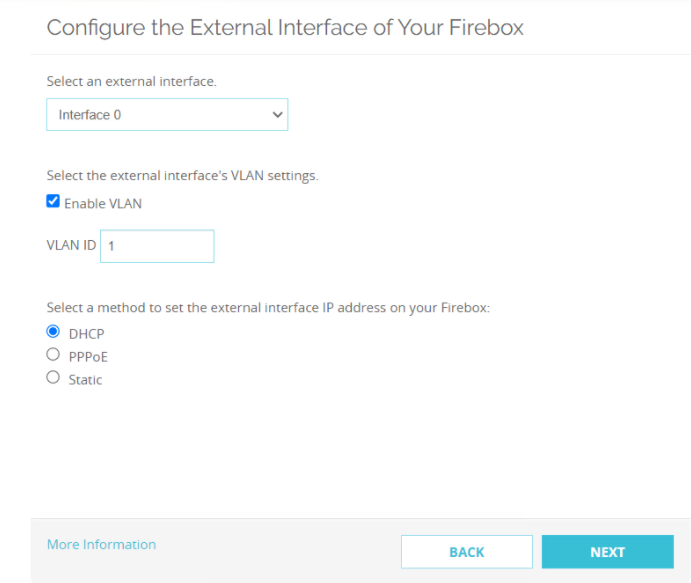 Configure the External Interface of Your Firebox
Select an external interface.
Interface 0
Select the external interface's VLAN settings.
Enable VLAN
VLAN ID 1
Select a method to set the external interface IP address on your Firebox:
DHCP
PPPoE
Static
More Information
BACK
NEXT